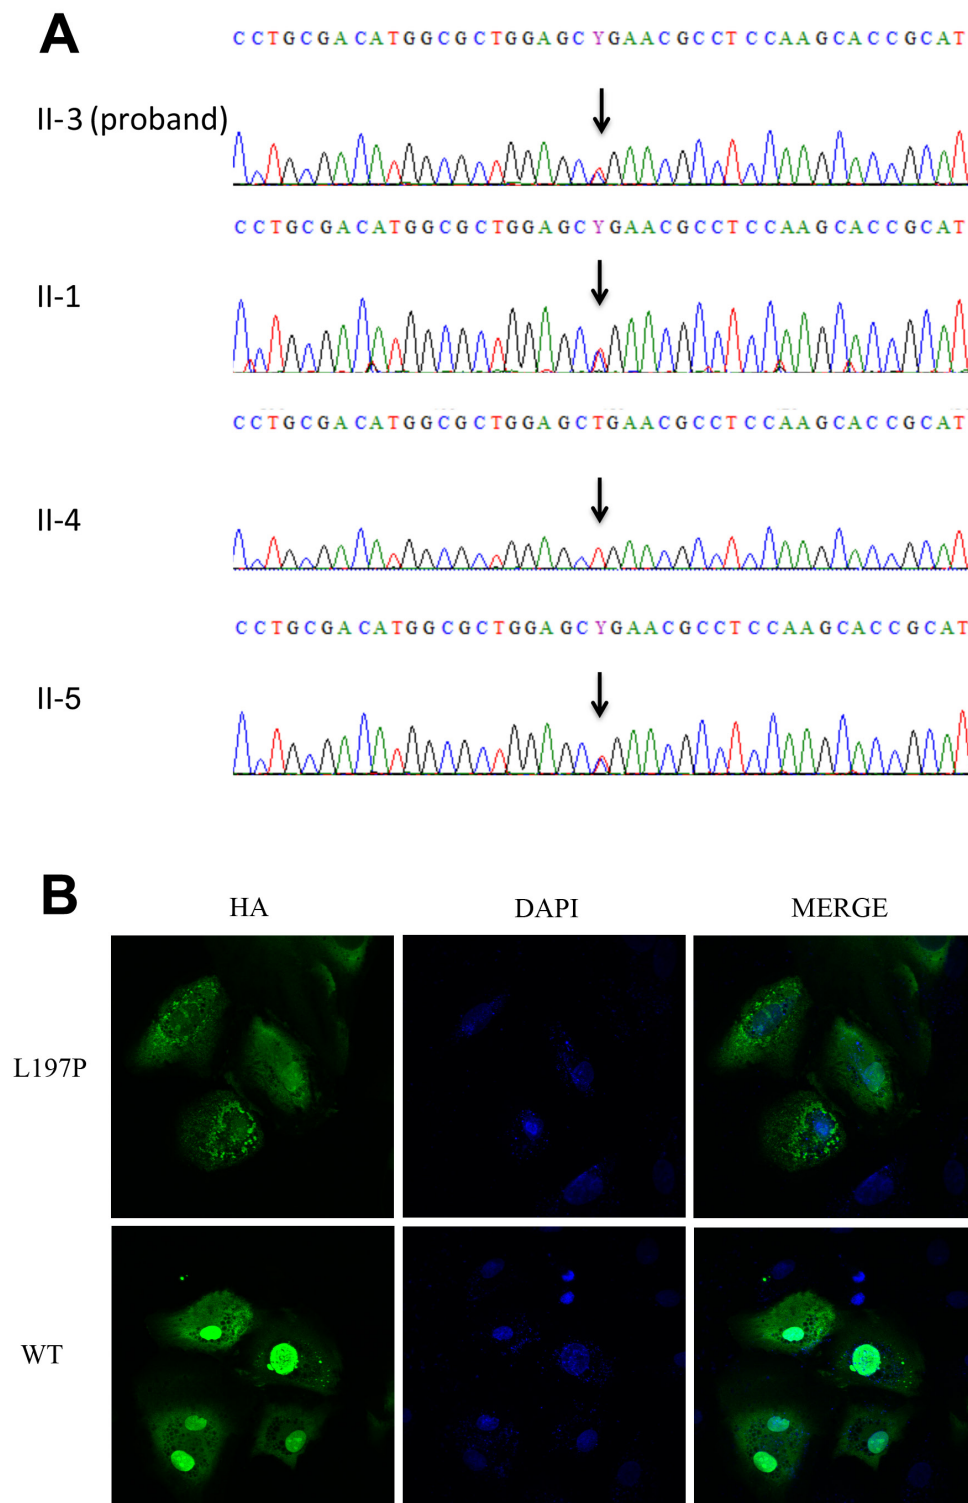 A
CCTGCGACATGGCGCTGGAGCYGAACGCCTCCAAGCACCGCAT
II-3 (proband)
CCTGCGACATGGCGCTGGAGCYGAACGCCTCCAAGCACCGCAT
II-1
CCTGCGACATGGCGCTGGAGCTGAACGCCTCCAAGCACCGCAT
II-4
CCTGCGACATGGCGCTGGAGCYGAACGCCTCCAAGCACCGCAT
II-5
B
HA DAPI MERGE
L197P
WT